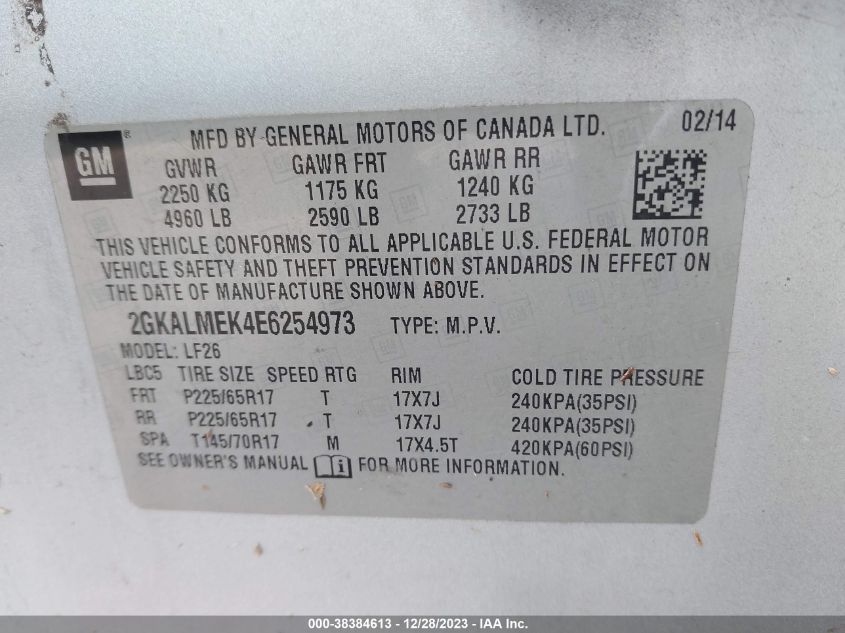 GM ® MFD BY GENERAL MOTORS OF CANADA LTD. 02/14
GVWR GAWR FRT GAWR RR
2250 KG 1175 KG 1240 KG
4960 LB 2590 LB 2733 LB
THIS VEHICLE CONFORMS TO ALL APPLICABLE U.S. FEDERAL MOTOR
VEHICLE SAFETY AND THEFT PREVENTION STANDARDS IN EFFECT ON
THE DATE OF MANUFACTURE SHOWN ABOVE.
2GKALMEK4E6254973 TYPE: M.P.V.
MODEL: LF26
LBC5 TIRE SIZE SPEED RTG RIM COLD TIRE PRESSURE
FRT P225/65R17 T 17X7J 240KPA(35PSI)
RR P225/65R17 T 17X7J 240KPA(35PSI)
SPA T145/70R17 M 17X4.5T 420KPA(60PSI)
SEE OWNER'S MANUAL i FOR MORE INFORMATION.
000-38384613 - 12/28/2023 - IAA Inc.